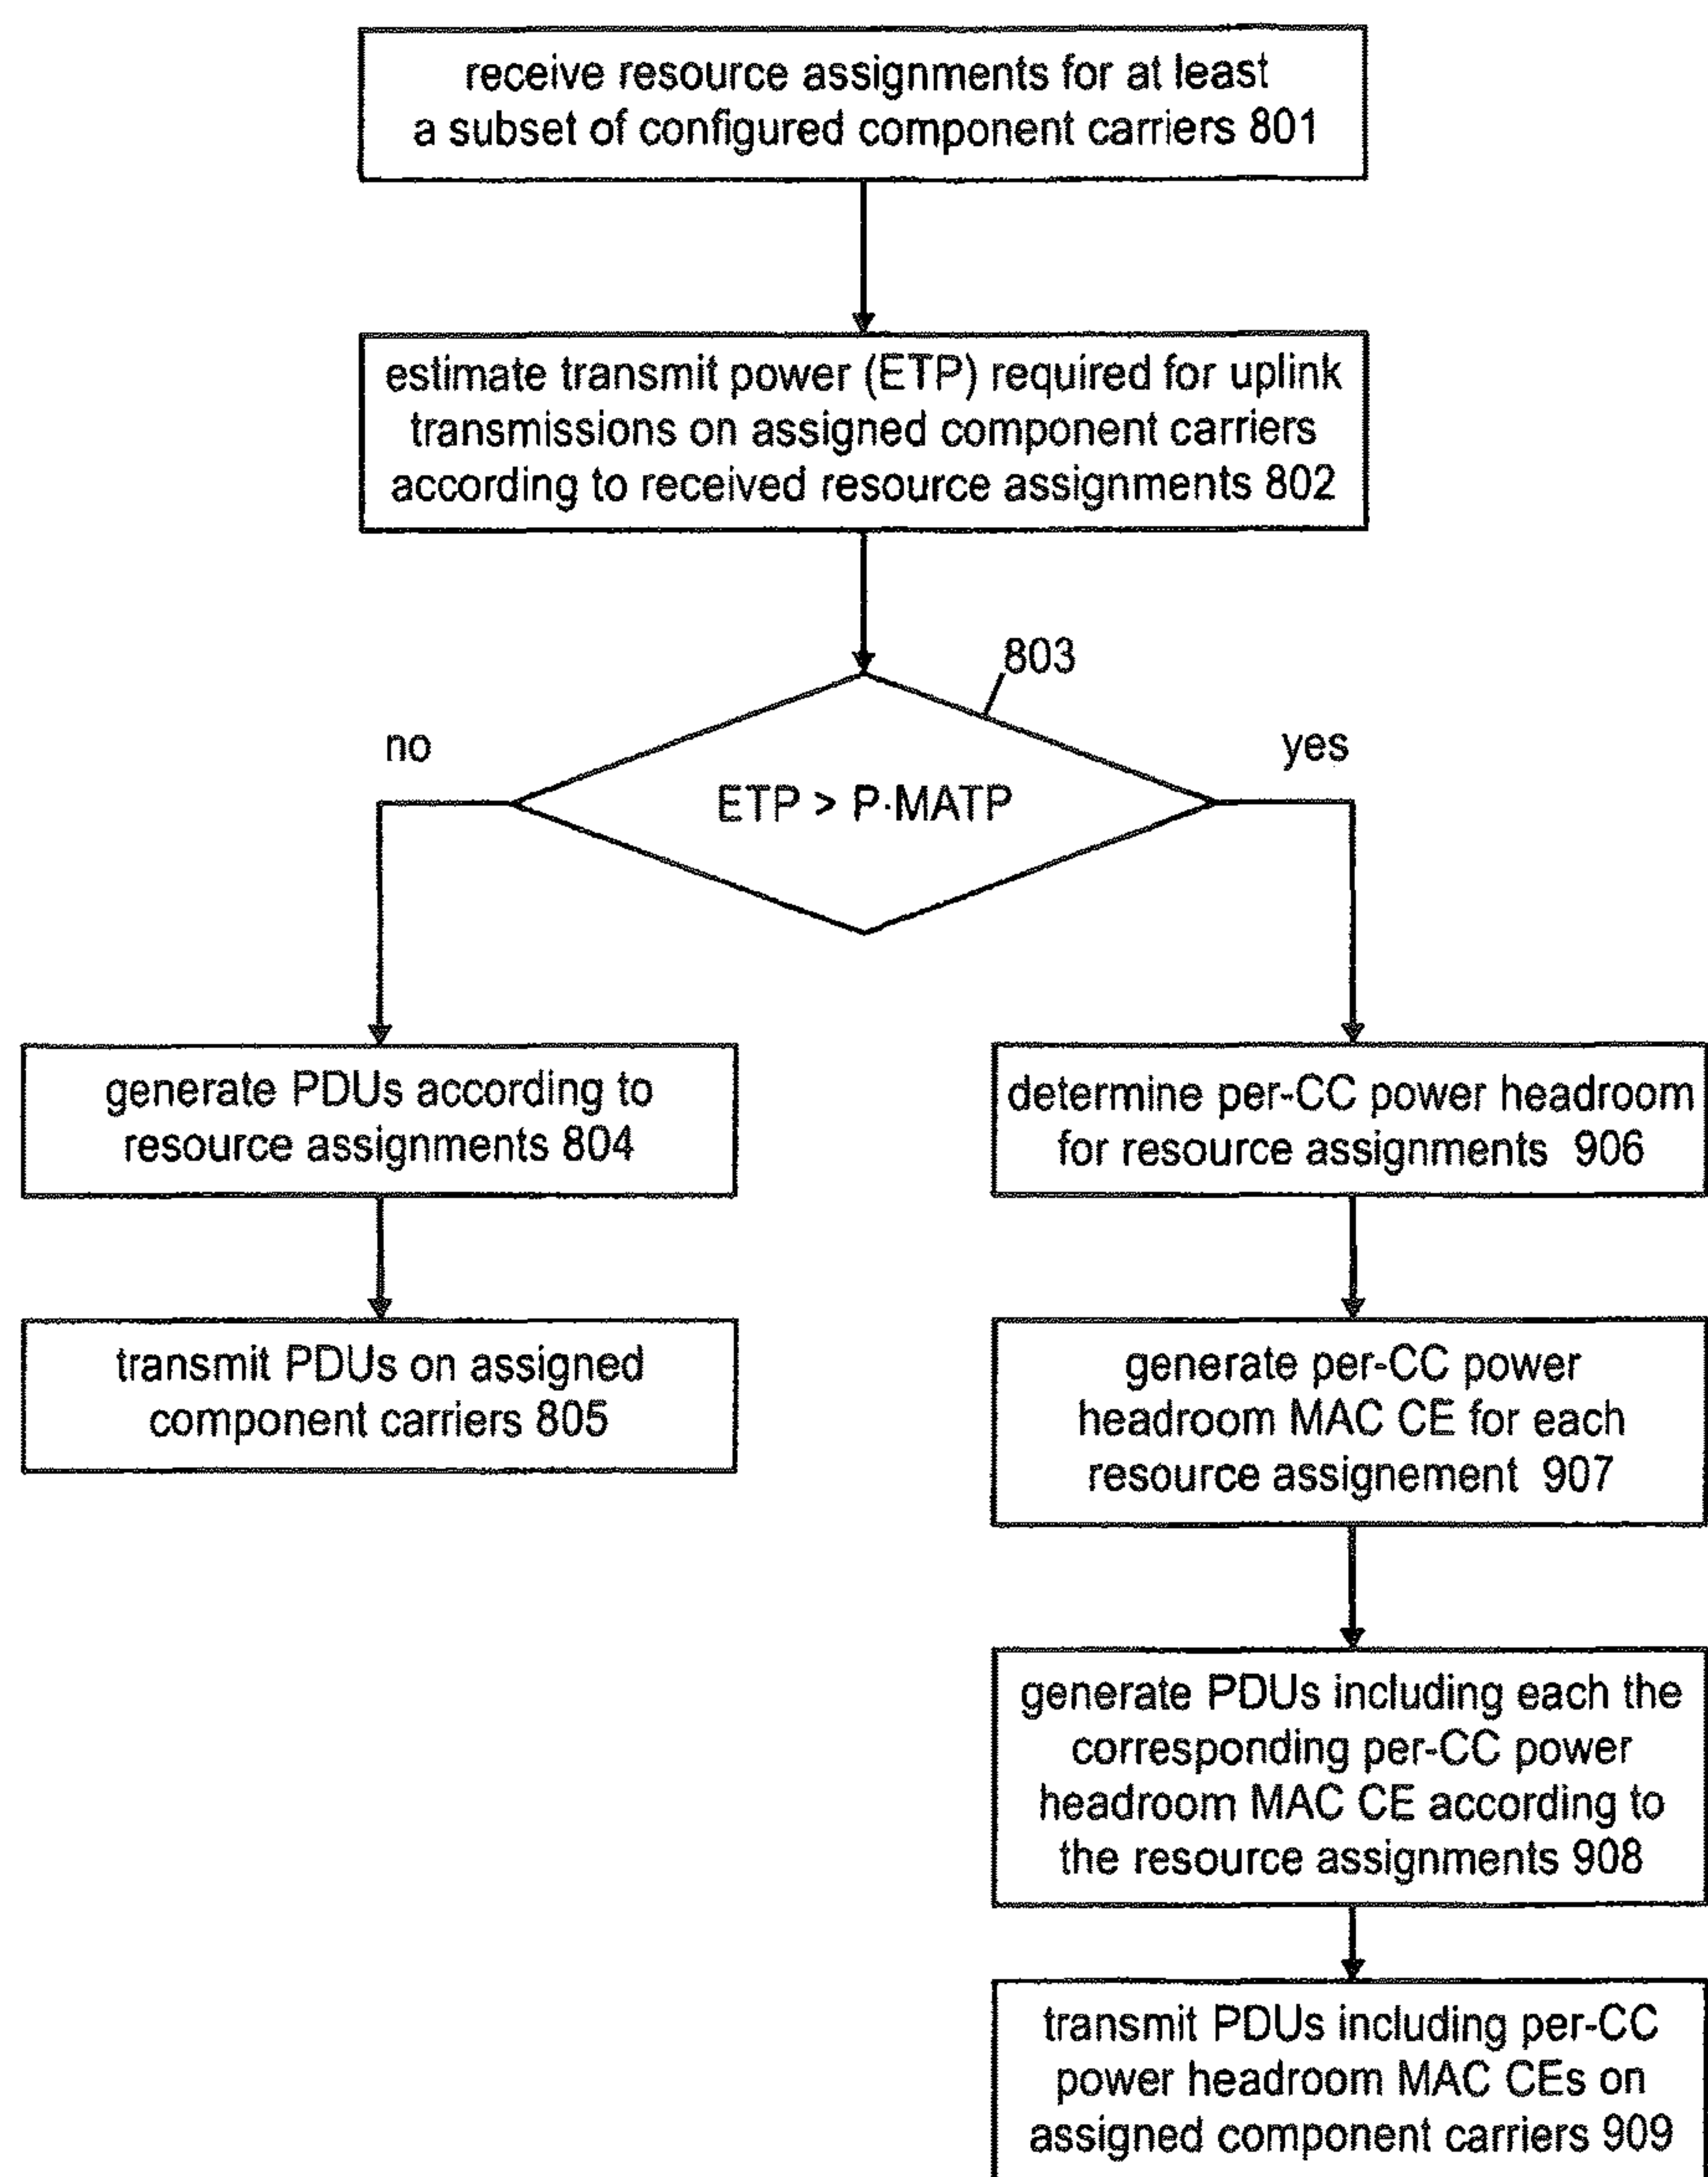 receive resource assignments for at least
a subset of configured component carriers 801
estimate transmit power (ETP) required for uplink
transmissions on assigned component carriers
according to received resource assignments 802
803
no
yes
ETP > P·MATP
generate PDUs according to
resource assignments 804
transmit PDUs on assigned
component carriers 805
determine per-CC power headroom
for resource assignments 906
generate per-CC power
headroom MAC CE for each
resource assignement 907
generate PDUs including each the
corresponding per-CC power
headroom MAC CE according to
the resource assignments 908
transmit PDUs including per-CC
power headroom MAC CEs on
assigned component carriers 909